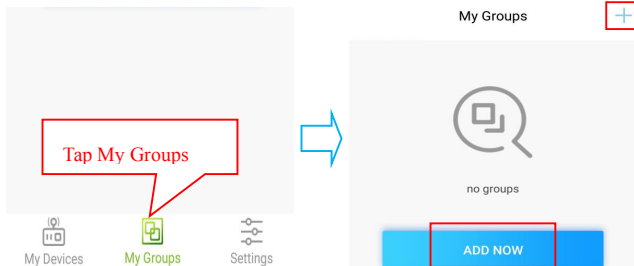 Tap My Groups
My Devices
My Groups
Settings
My Groups
no groups
ADD NOW